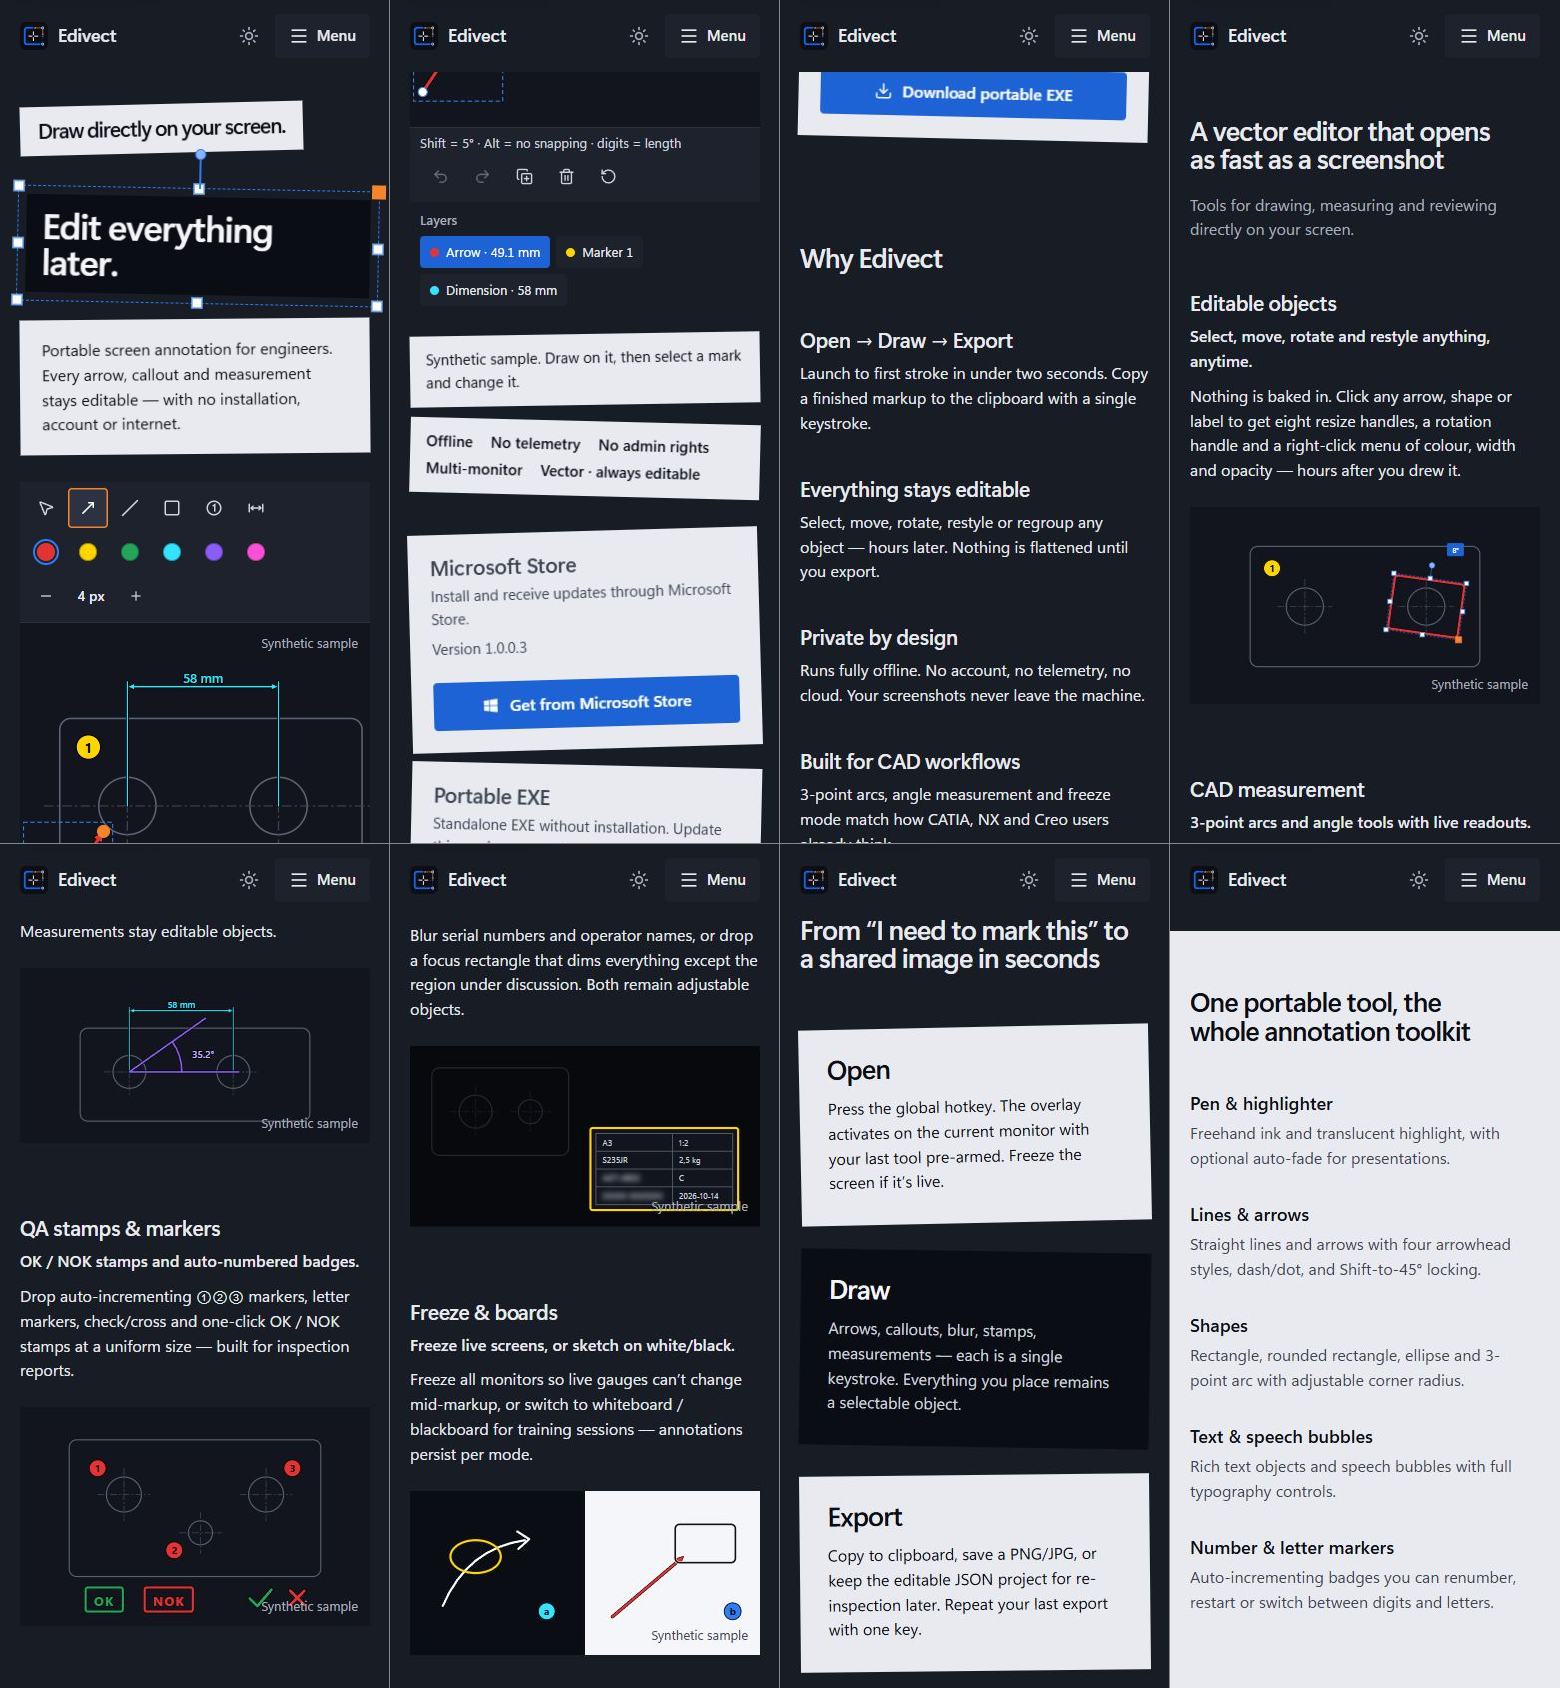 Edivect
Menu
Draw directly on your screen.
Edit everything
later.
Portable screen annotation for engineers.
Every arrow, callout and measurement
stays editable — with no installation,
account or internet.
4 px
Synthetic sample
58 mm
1
Edivect
Menu
Shift = 5° · Alt = no snapping · digits = length
Layers
Arrow · 49.1 mm
Marker 1
Dimension · 58 mm
Synthetic sample. Draw on it, then select a mark
and change it.
Offline No telemetry No admin rights
Multi-monitor Vector · always editable
Microsoft Store
Install and receive updates through Microsoft
Store.
Version 1.0.0.3
Get from Microsoft Store
Portable EXE
Standalone EXE without installation. Update
Edivect
Menu
Download portable EXE
Why Edivect
Open → Draw → Export
Launch to first stroke in under two seconds. Copy
a finished markup to the clipboard with a single
keystroke.
Everything stays editable
Select, move, rotate, restyle or regroup any
object — hours later. Nothing is flattened until
you export.
Private by design
Runs fully offline. No account, no telemetry, no
cloud. Your screenshots never leave the machine.
Built for CAD workflows
3-point arcs, angle measurement and freeze
mode match how CATIA, NX and Creo users
already think
Edivect
Menu
A vector editor that opens
as fast as a screenshot
Tools for drawing, measuring and reviewing
directly on your screen.
Editable objects
Select, move, rotate and restyle anything,
anytime.
Nothing is baked in. Click any arrow, shape or
label to get eight resize handles, a rotation
handle and a right-click menu of colour, width
and opacity — hours after you drew it.
8°
1
Synthetic sample
CAD measurement
3-point arcs and angle tools with live readouts.
Edivect
Menu
Measurements stay editable objects.
58 mm
35.2°
Synthetic sample
QA stamps & markers
OK / NOK stamps and auto-numbered badges.
Drop auto-incrementing ①②③ markers, letter
markers, check/cross and one-click OK / NOK
stamps at a uniform size — built for inspection
reports.
1
3
2
OK
NOK
Synthetic sample
Edivect
Menu
Blur serial numbers and operator names, or drop
a focus rectangle that dims everything except the
region under discussion. Both remain adjustable
objects.
A3 1:2
S235JR 2,5 kg
C
2026-10-14
Synthetic sample
Freeze & boards
Freeze live screens, or sketch on white/black.
Freeze all monitors so live gauges can’t change
mid-markup, or switch to whiteboard /
blackboard for training sessions — annotations
persist per mode.
a
b
Synthetic sample
Edivect
Menu
From “I need to mark this” to
a shared image in seconds
Open
Press the global hotkey. The overlay
activates on the current monitor with
your last tool pre-armed. Freeze the
screen if it’s live.
Draw
Arrows, callouts, blur, stamps,
measurements — each is a single
keystroke. Everything you place remains
a selectable object.
Export
Copy to clipboard, save a PNG/JPG, or
keep the editable JSON project for re-
inspection later. Repeat your last export
with one key.
Edivect
Menu
One portable tool, the
whole annotation toolkit
Pen & highlighter
Freehand ink and translucent highlight, with
optional auto-fade for presentations.
Lines & arrows
Straight lines and arrows with four arrowhead
styles, dash/dot, and Shift-to-45° locking.
Shapes
Rectangle, rounded rectangle, ellipse and 3-
point arc with adjustable corner radius.
Text & speech bubbles
Rich text objects and speech bubbles with full
typography controls.
Number & letter markers
Auto-incrementing badges you can renumber,
restart or switch between digits and letters.